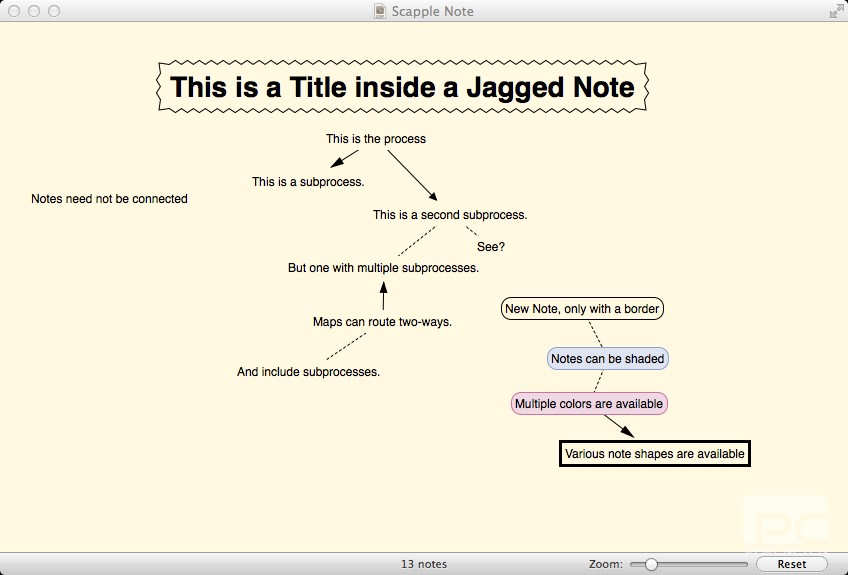 Scapple Note
This is a Title inside a Jagged Note
This is the process
This is a subprocess.
Notes need not be connected
This is a second subprocess.
See?
But one with multiple subprocesses.
New Note, only with a border
Maps can route two-ways.
Notes can be shaded
And include subprocesses.
Multiple colors are available
Various note shapes are available
PC
13 notes
Zoom:
Reset